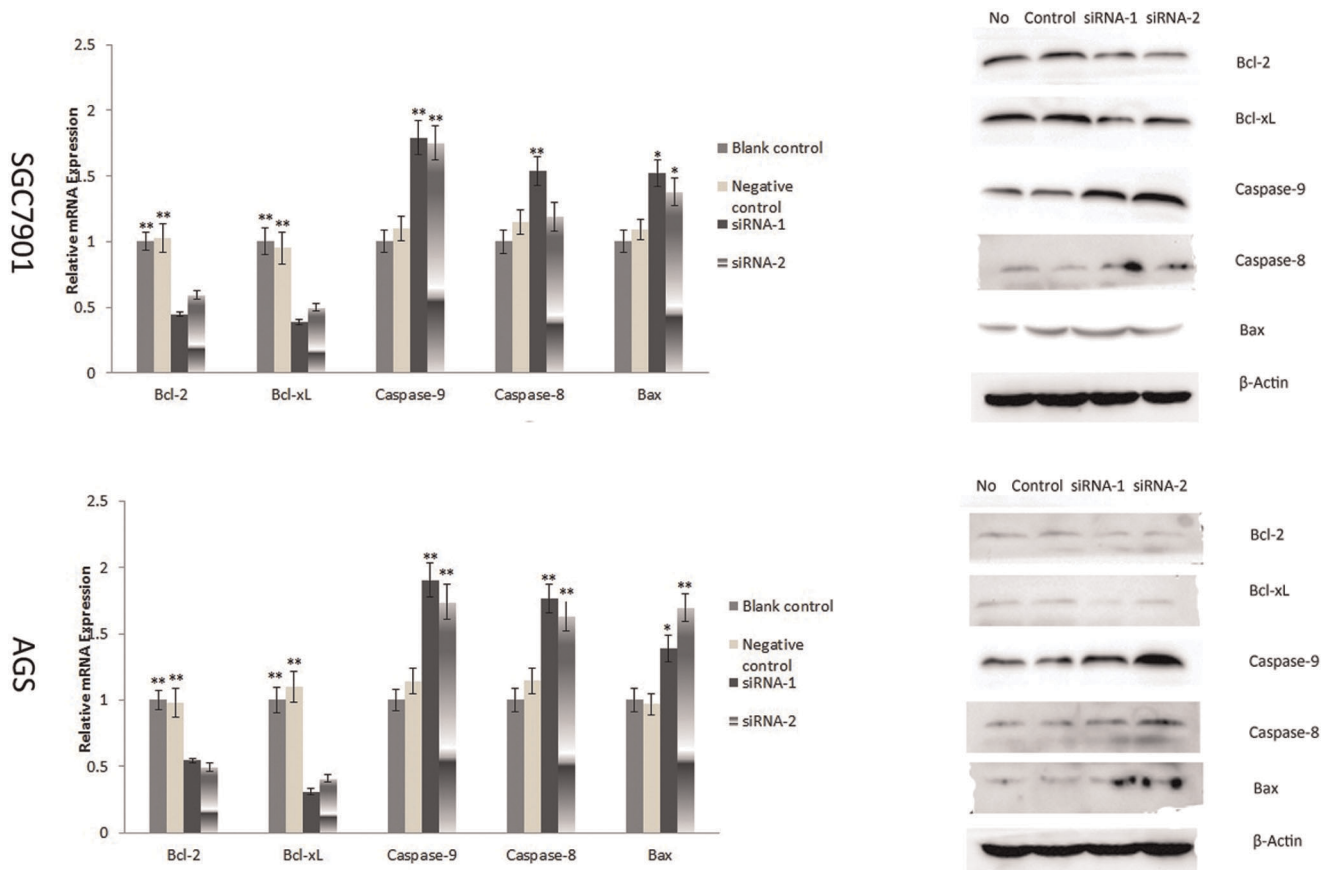 SGC7901
Relative mRNA Expression
2.5
2
1.5
1
0.5
0
** **
** **
** **
**
* *
Bcl-2 Bcl-xL Caspase-9 Caspase-8 Bax
Blank control
Negative
control
siRNA-1
siRNA-2
No Control siRNA-1 siRNA-2
Bcl-2
Bcl-xL
Caspase-9
Caspase-8
Bax
β-Actin
AGS
Relative mRNA Expression
2.5
2
1.5
1
0.5
0
** **
** **
** **
** **
* **
Bcl-2 Bcl-xL Caspase-9 Caspase-8 Bax
Blank control
Negative
control
siRNA-1
siRNA-2
No Control siRNA-1 siRNA-2
Bcl-2
Bcl-xL
Caspase-9
Caspase-8
Bax
β-Actin